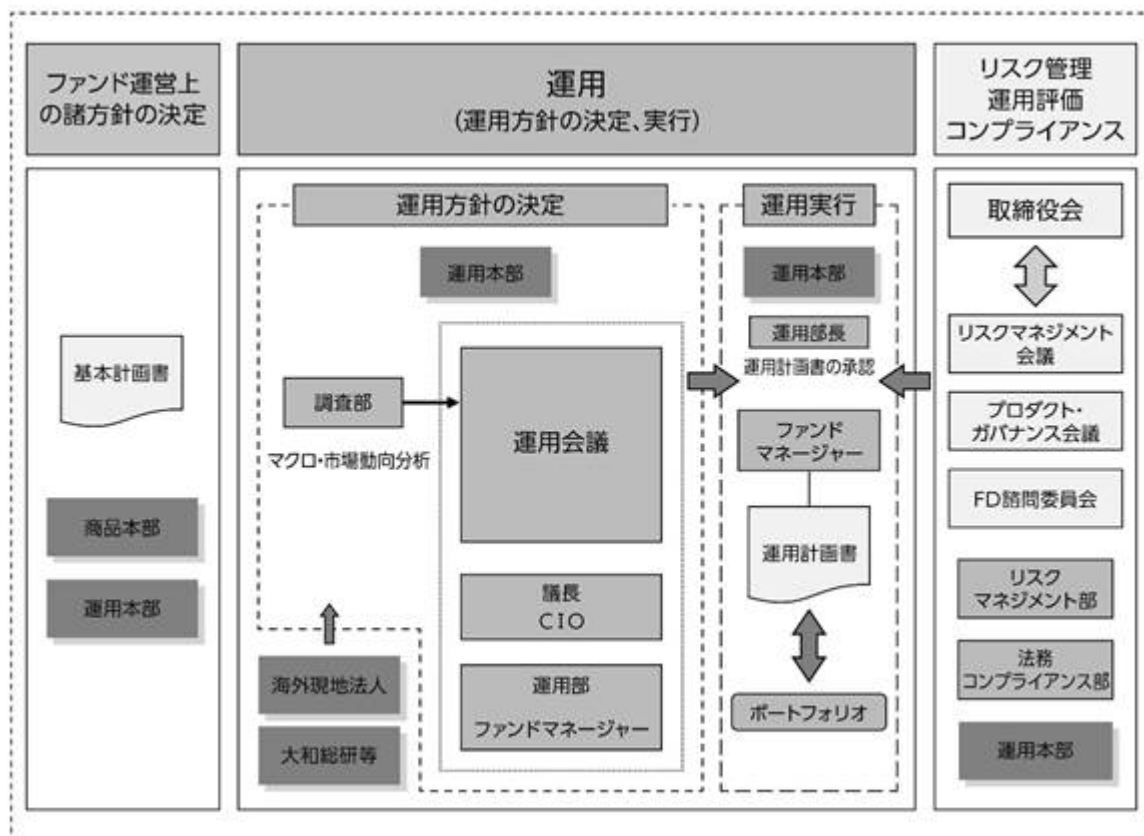 ファンド運営上
の諸方針の決定
基本計画書
商品本部
運用本部
運用
(運用方針の決定、実行)
運用方針の決定
運用本部
調査部
マクロ・市場動向分析
運用会議
議長
CIO
運用部
ファンドマネージャー
海外現地法人
大和総研等
運用実行
運用本部
運用部長
運用計画書の承認
ファンド
マネージャー
運用計画書
ポートフォリオ
リスク管理
運用評価
コンプライアンス
取締役会
リスクマネジメント
会議
プロダクト・
ガバナンス会議
FD諮問委員会
リスク
マネジメント部
法務
コンプライアンス部
運用本部